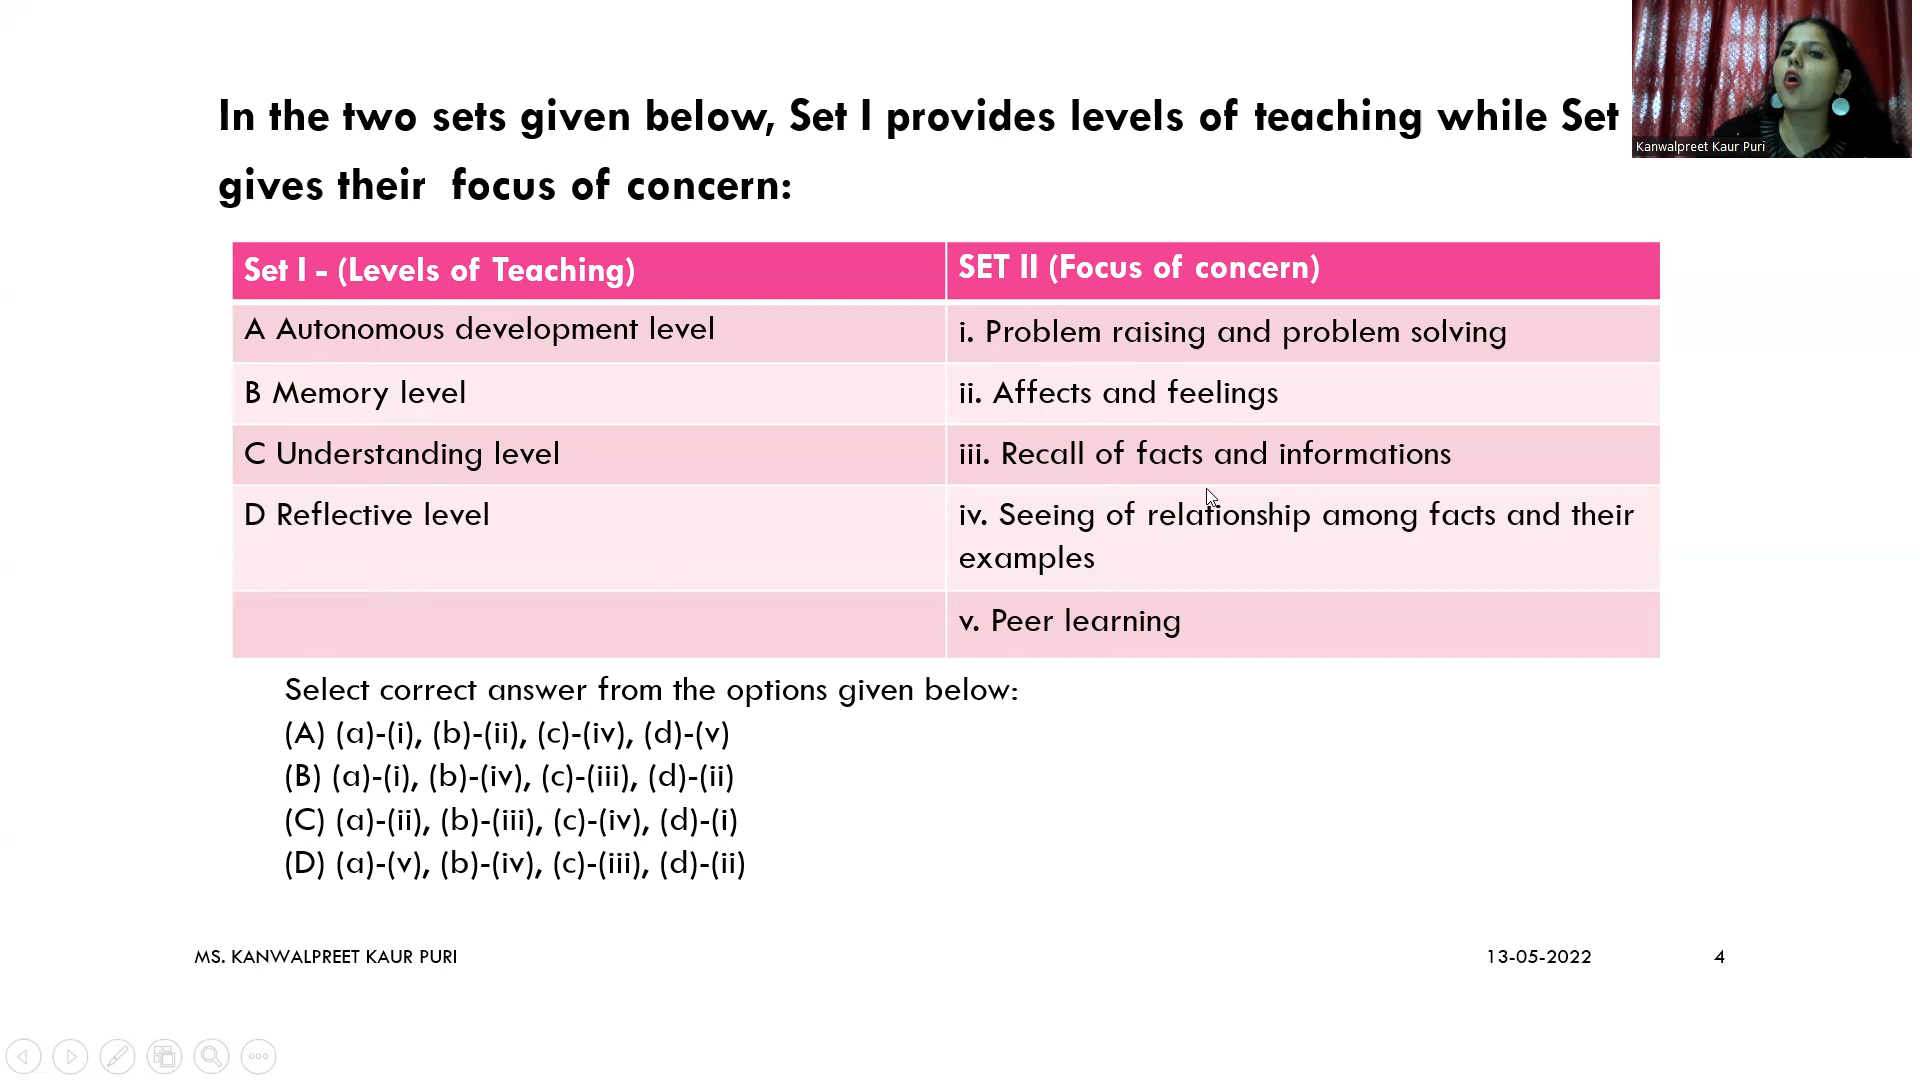 In the two sets given below, Set I provides levels of teaching while Set
gives their focus of concern:
Kanwalpreet Kaur Puri
Set I - (Levels of Teaching)
SET II (Focus of concern)
A Autonomous development level
i. Problem raising and problem solving
B Memory level
ii. Affects and feelings
C Understanding level
iii. Recall of facts and informations
D Reflective level
iv. Seeing of relationship among facts and their
examples
v. Peer learning
Select correct answer from the options given below:
(A) (a)-(i), (b)-(ii), (c)-(iv), (d)-(v)
(B) (a)-(i), (b)-(iv), (c)-(iii), (d)-(ii)
(C) (a)-(ii), (b)-(iii), (c)-(iv), (d)-(i)
(D) (a)-(v), (b)-(iv), (c)-(iii), (d)-(ii)
MS. KANWALPREET KAUR PURI
13-05-2022
4